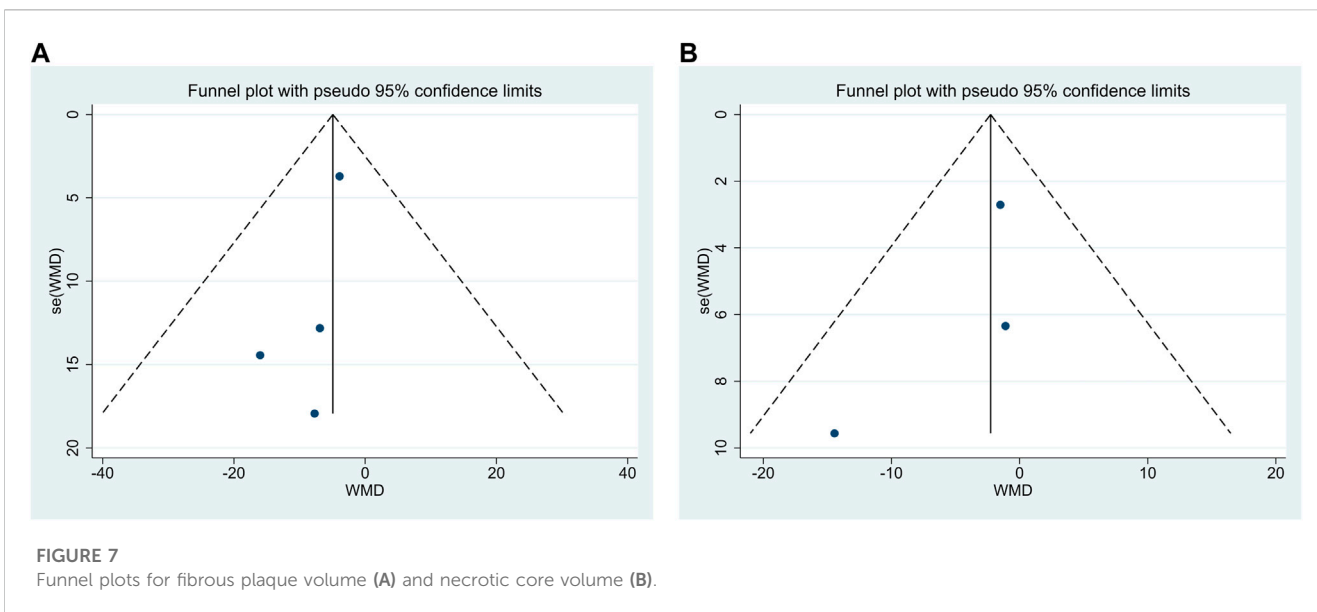 A
Funnel plot with pseudo 95% confidence limits
0
5
10
15
20
se(WMD)
-40
-20
0
20
40
WMD
B
Funnel plot with pseudo 95% confidence limits
0
2
4
6
8
10
se(WMD)
-20
-10
0
10
20
WMD
FIGURE 7
Funnel plots for fibrous plaque volume (A) and necrotic core volume (B).